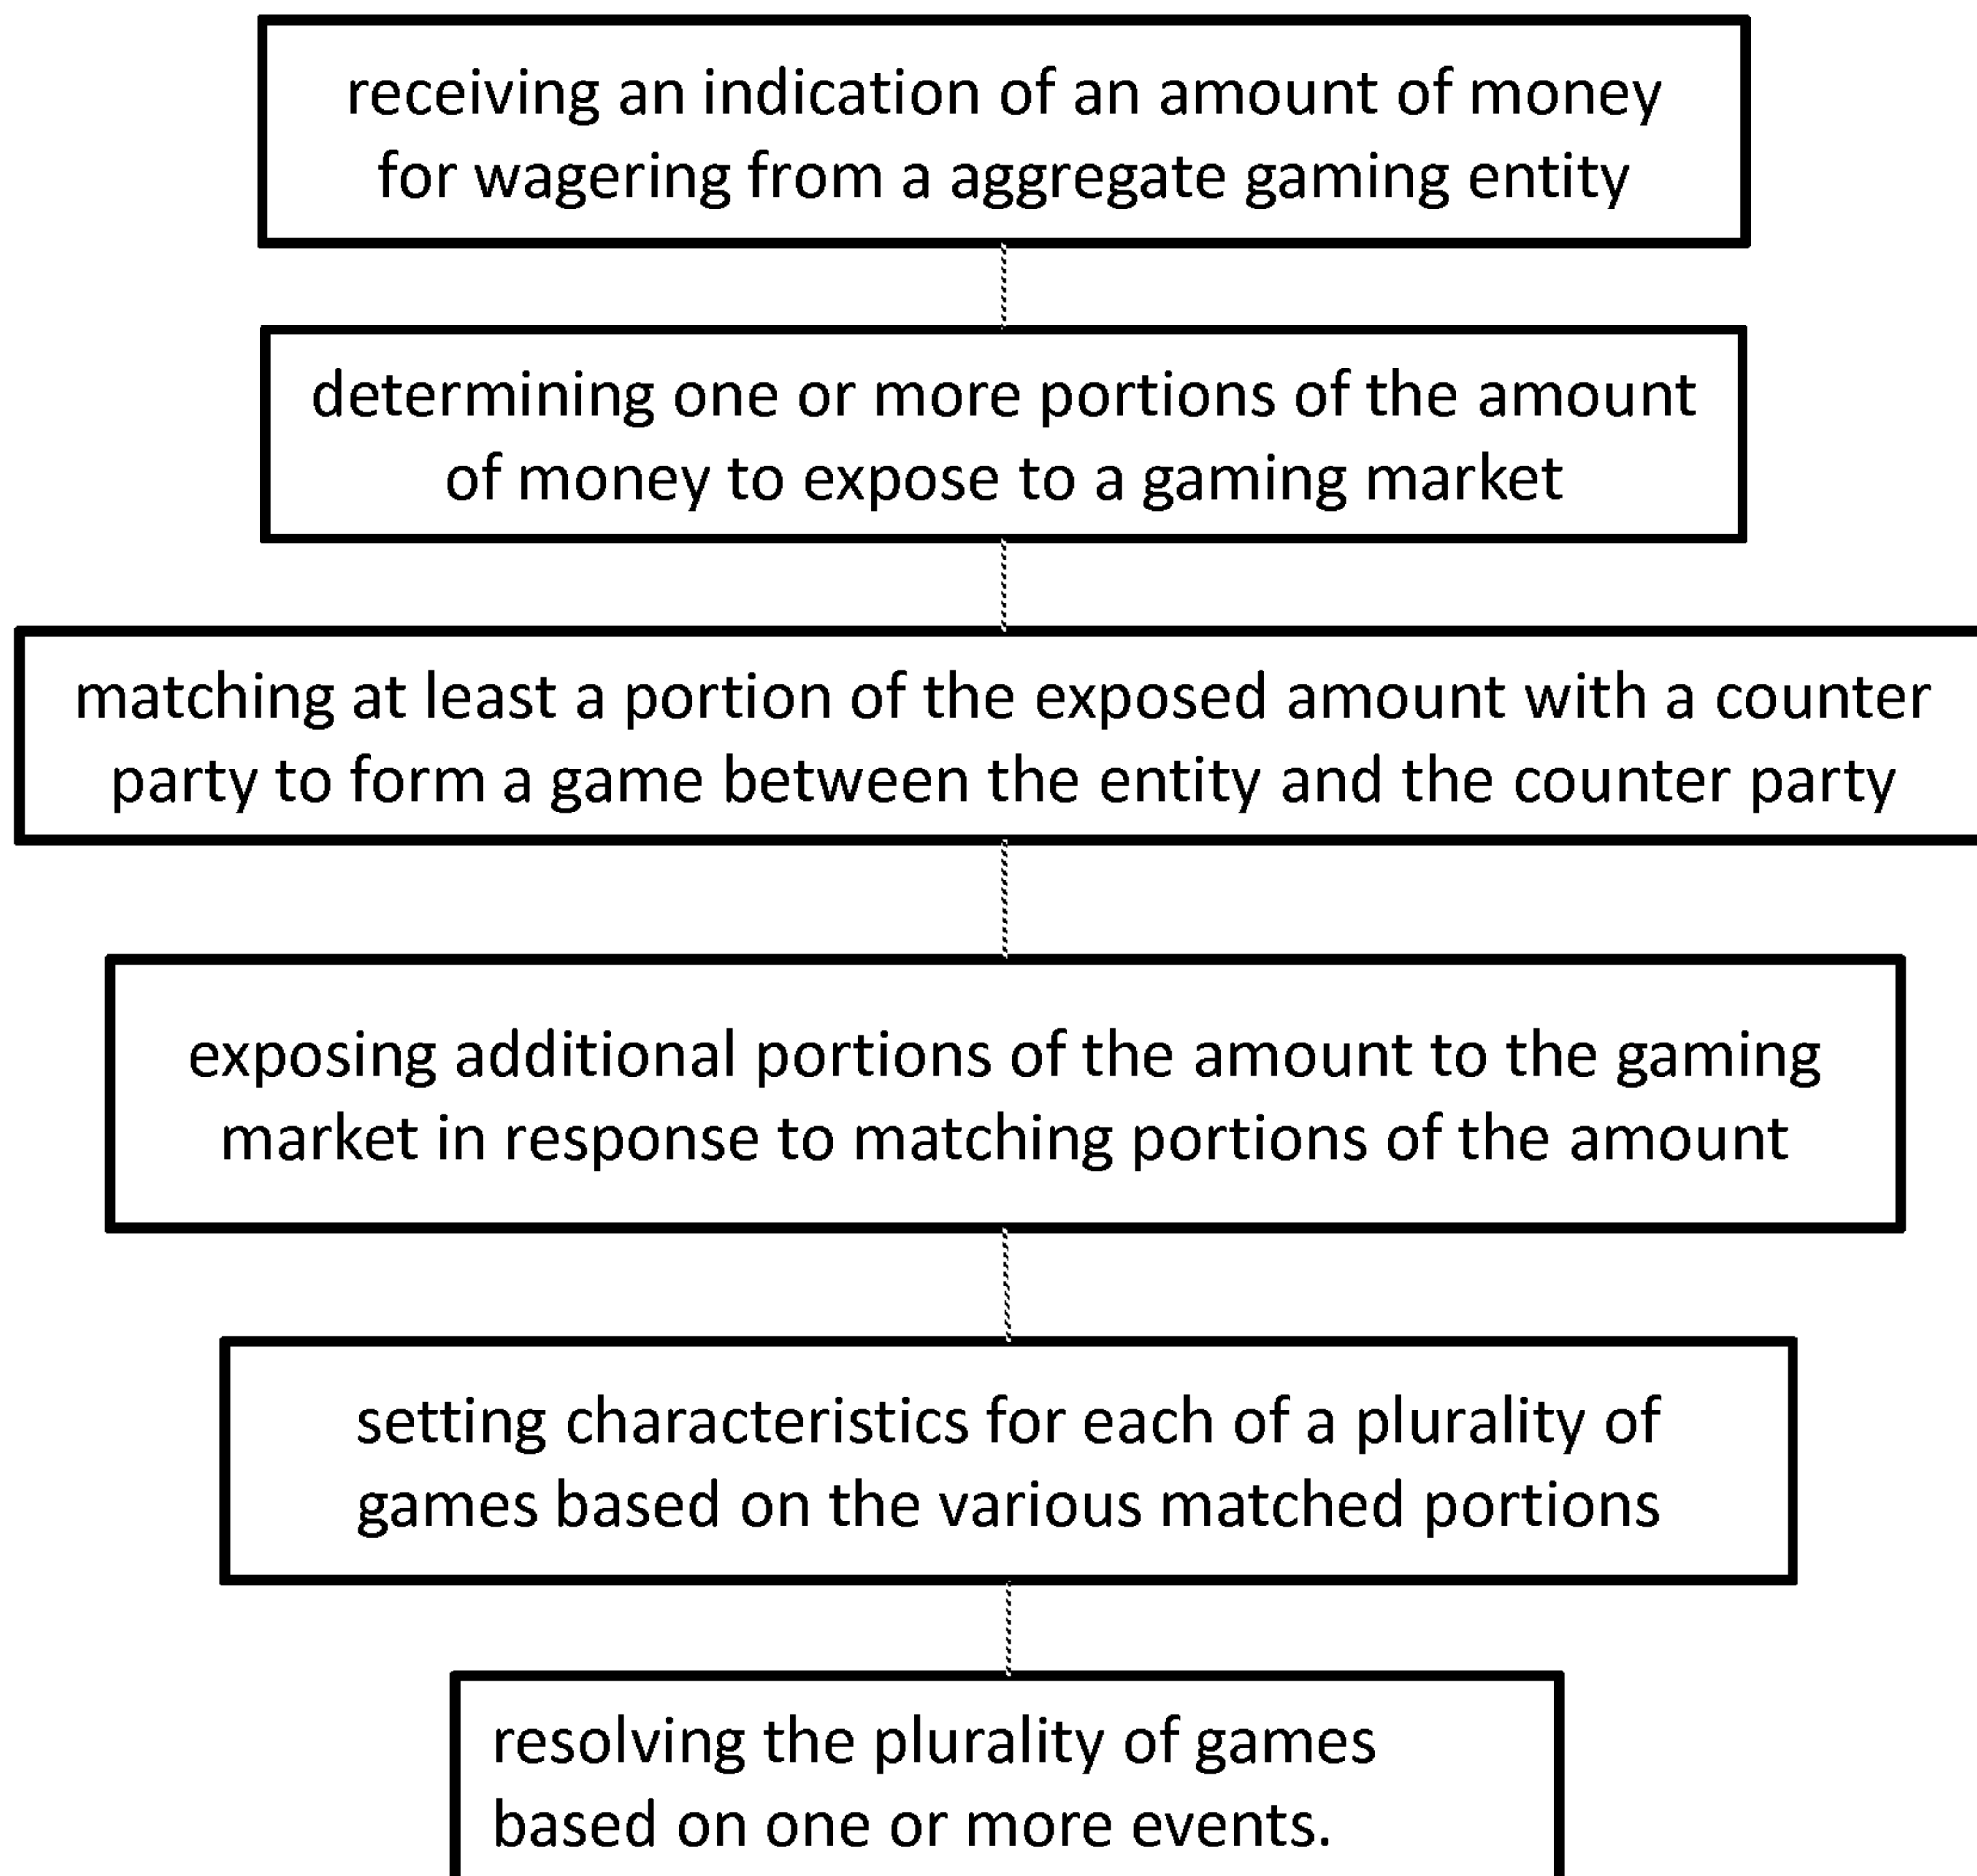 receiving an indication of an amount of money
for wagering from a aggregate gaming entity
determining one or more portions of the amount
of money to expose to a gaming market
matching at least a portion of the exposed amount with a counter
party to form a game between the entity and the counter party
exposing additional portions of the amount to the gaming
market in response to matching portions of the amount
setting characteristics for each of a plurality of
games based on the various matched portions
resolving the plurality of games
based on one or more events.